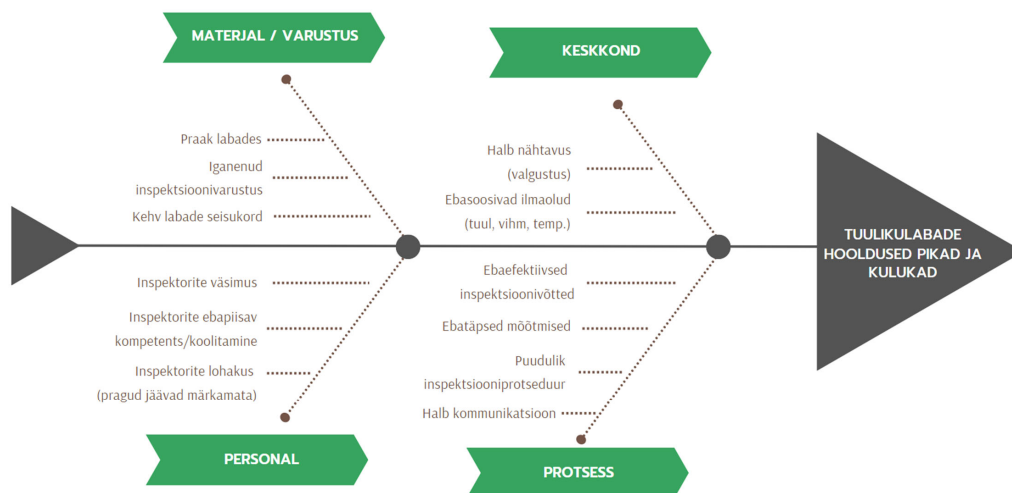 MATERJAL / VARUSTUS
Praak labades
Iganenud
inspektsioonivarustus
Kehv labade seisukord
KESKKOND
Halb nähtavus
(valgustus)
Ebasoosivad ilmaolud
(tuul, vihm, temp.)
TUULIKULABADE
HOOLDUSED PIKAD JA
KULUKAD
Inspektorite väsimus
Inspektorite ebapiisav
kompetents/koolitamine
Inspektorite lohakus
(pragud jäävad märkamata)
PERSONAL
Ebaefektiivsed
inspektsioonivõtted
Ebatäpsed mõõtmised
Puudulik
inspektsiooniprotseduur
Halb kommunikatsioon
PROTSESS